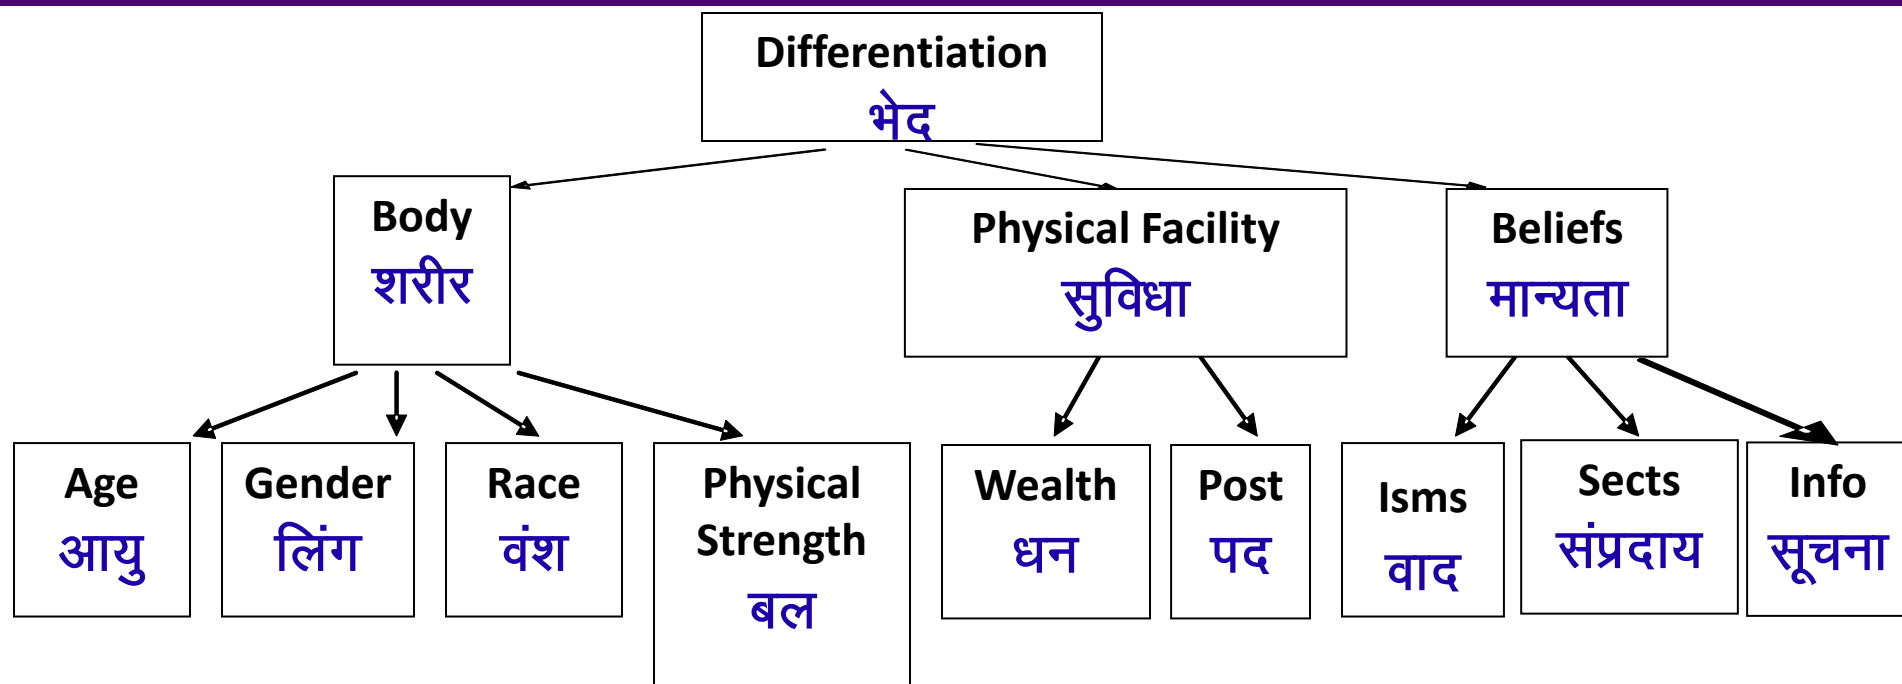 Differentiation
भेद
Body
शरीर
Physical Facility
सुविधा
Beliefs
मान्यता
Age
आयु
Gender
लिंग
Race
वंश
Physical
Strength
बल
Wealth
धन
Post
पद
Isms
वाद
Sects
संप्रदाय
Info
सूचना